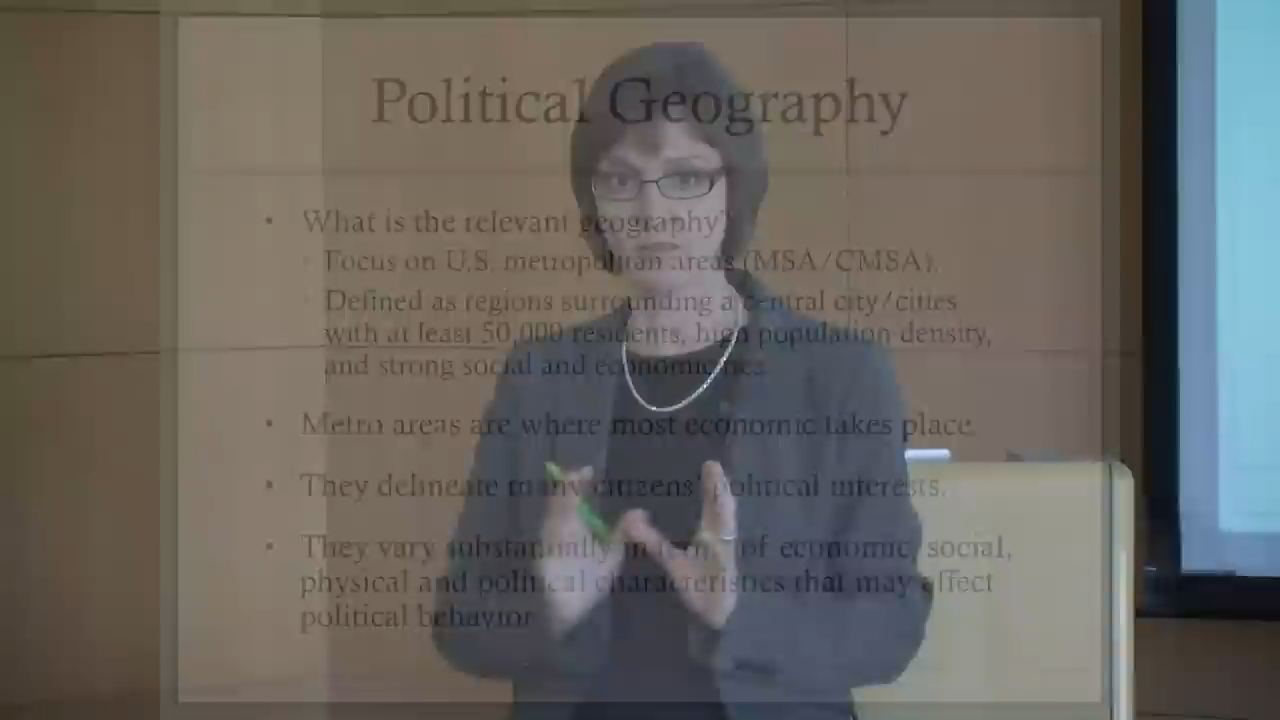 Political Geography
• What is the relevant geography?
Focus on U.S. metropolitan areas (MSA/CMSA).
Defined as regions surrounding a central city/cities
with at least 50,000 residents, high population density,
and strong social and economic ties.
• Metro areas are where most economic takes place.
• They delineate many citizens' political interests.
• They vary substantially in terms of economic, social,
physical and political characteristics that may affect
political behavior